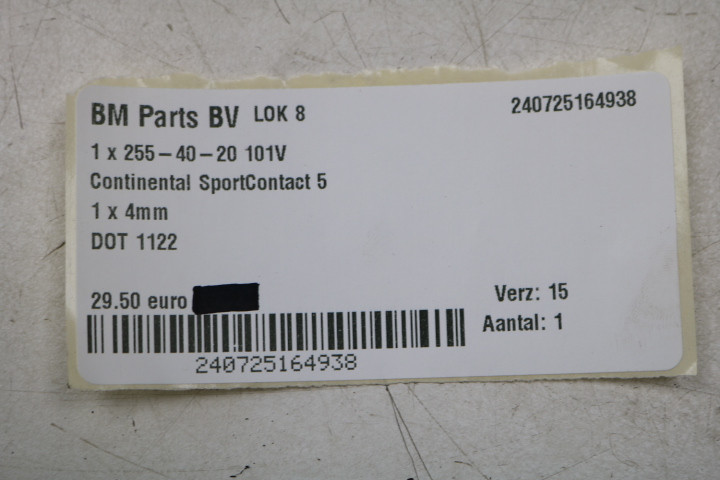 BM Parts BV LOK 8 240725164938
1 x 255-40-20 101V
Continental SportContact 5
1 x 4mm
DOT 1122
29.50 euro Verz: 15
Aantal: 1
240725164938